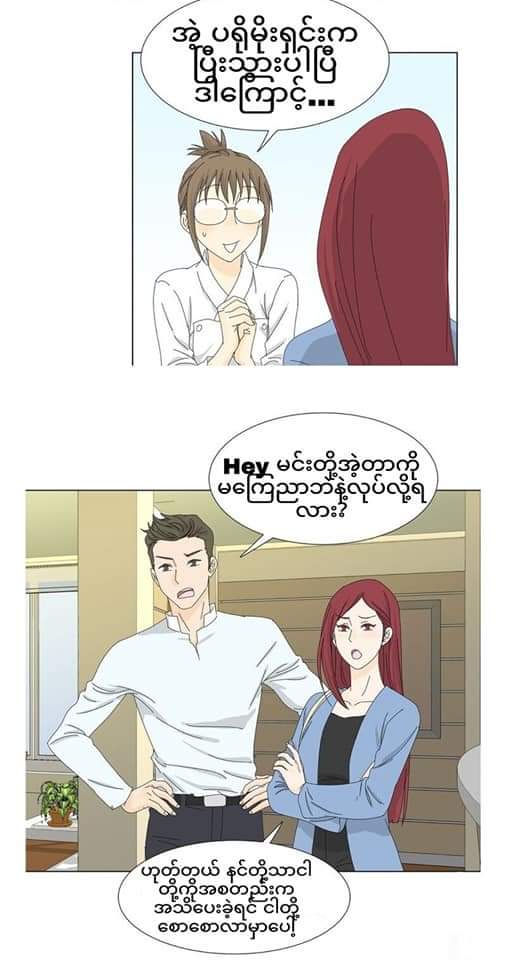 အဲ့ ပရိုမိုးရှင်းက
ပြီးသွားပါပြီ
ဒါကြောင့်...
Hey မင်းတို့အဲ့တာကို
မကြေညာဘဲနဲ့လုပ်လို့ရ
လား?
ဟုတ်တယ် နင်တို့သာငါ
တို့ကိုအစတည်းက
အသိပေးခဲ့ရင် ငါတို့
စောစောလာမှာပေါ့